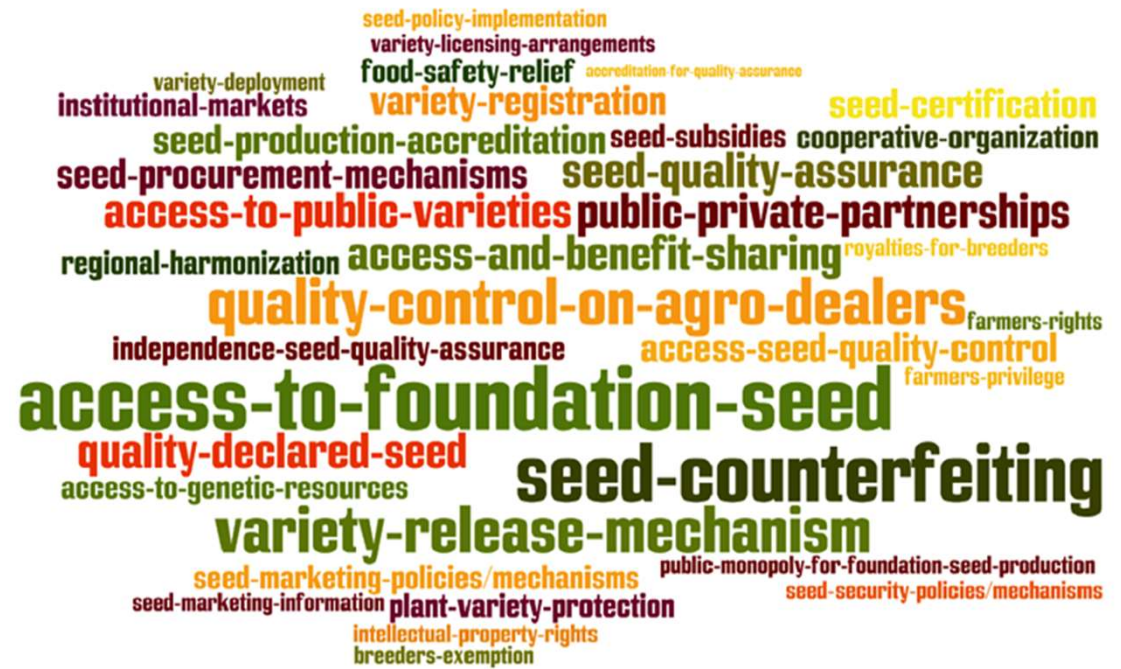 seed-policy-implementation
variety-licensing-arrangements
food-safety-relief accreditation-for-quality-assurance
variety-deployment
institutional-markets variety-registration seed-certification
seed-production-accreditation seed-subsidies cooperative-organization
seed-procurement-mechanisms seed-quality-assurance
access-to-public-varieties public-private-partnerships
regional-harmonization access-and-benefit-sharing royalties-for-breeders
quality-control-on-agro-dealers farmers-rights
independence-seed-quality-assurance access-seed-quality-control
access-to-foundation-seed farmers-privilege
quality-declared-seed seed-counterfeiting
access-to-genetic-resources
variety-release-mechanism
seed-marketing-policies/mechanisms public-monopoly-for-foundation-seed-production
seed-security-policies/mechanisms
seed-marketing-information plant-variety-protection
intellectual-property-rights
breeders-exemption